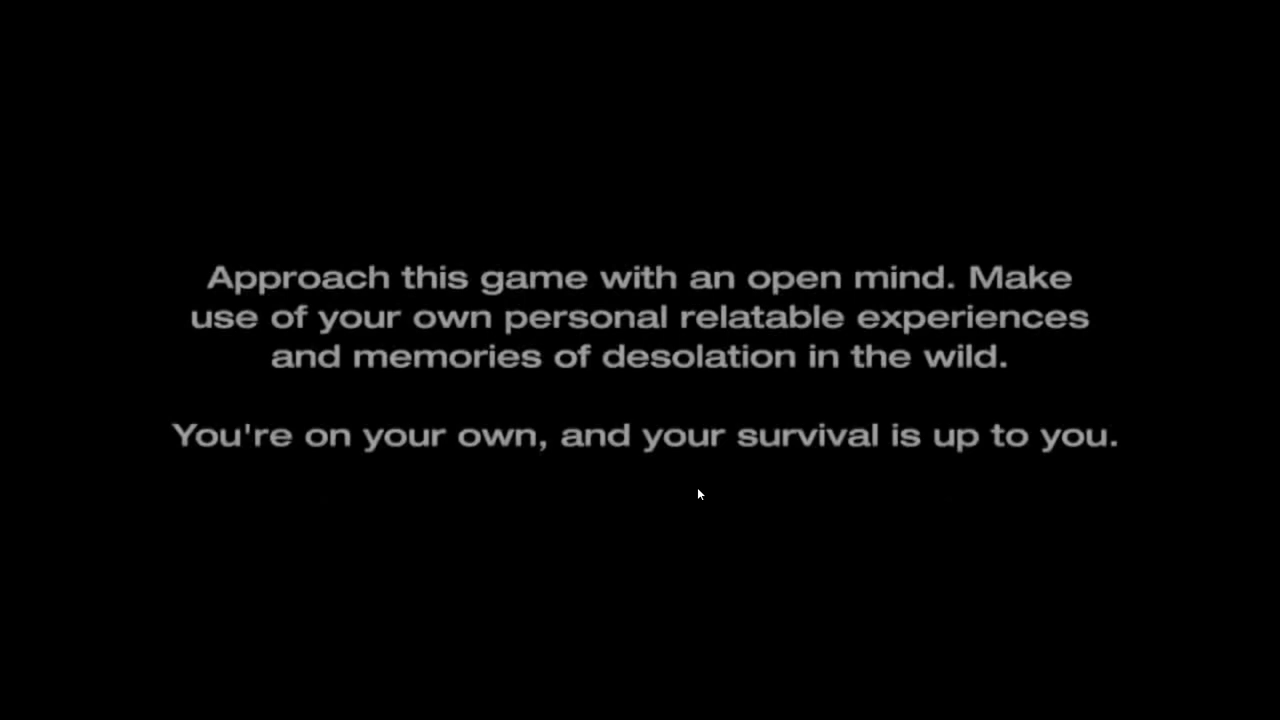 Approach this game with an open mind. Make
use of your own personal relatable experiences
and memories of desolation in the wild.
You're on your own, and your survival is up to you.